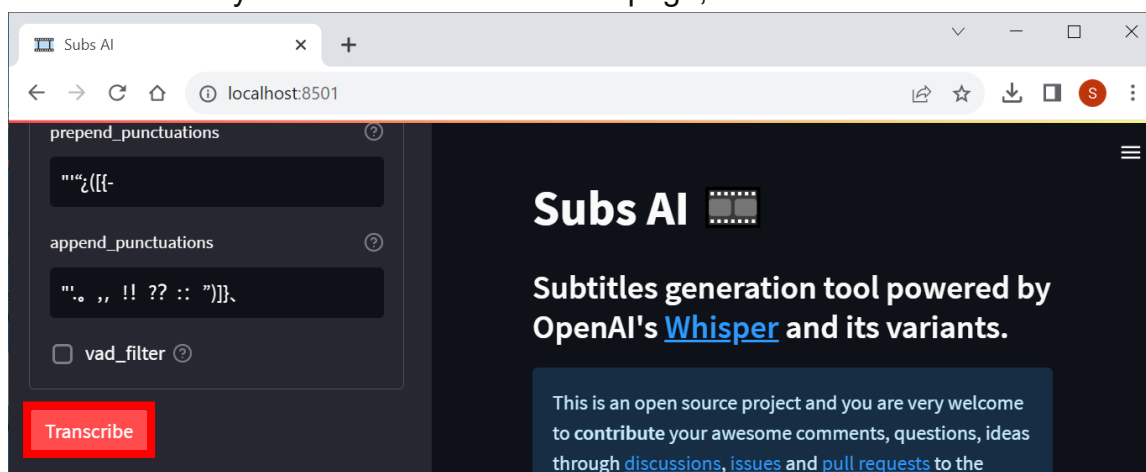 page,
Subs AI
localhost:8501
S
prepend_punctuations
"'“¿([{-
append_punctuations
"'.。,,！!？?：:”)]}、
vad_filter
Transcribe
Subs AI
Subtitles generation tool powered by
OpenAI's Whisper and its variants.
This is an open source project and you are very welcome
to contribute your awesome comments, questions, ideas
through discussions, issues and pull requests to the